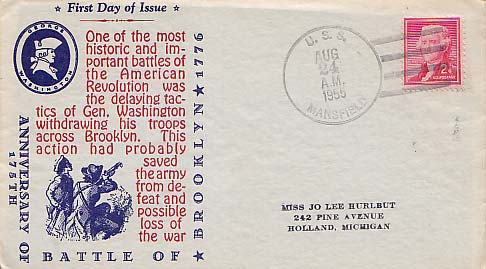 ★ First Day of Issue ★
GEORGE
WASHINGTON
One of the most
historic and im-
portant battles of
the American
Revolution was
the delaying tac-
tics of Gen. Washington
withdrawing his troops
across Brooklyn. This
action had probably
saved
the army
from de-
feat and
possible
loss of
the war
175TH
ANNIVERSARY OF
BATTLE OF
BROOKLYN ★ 1776 ★
U. S. S.
AUG
24
A.M.
1955
MANSFIELD
2¢
MISS JO LEE HURLBUT
242 PINE AVENUE
HOLLAND, MICHIGAN